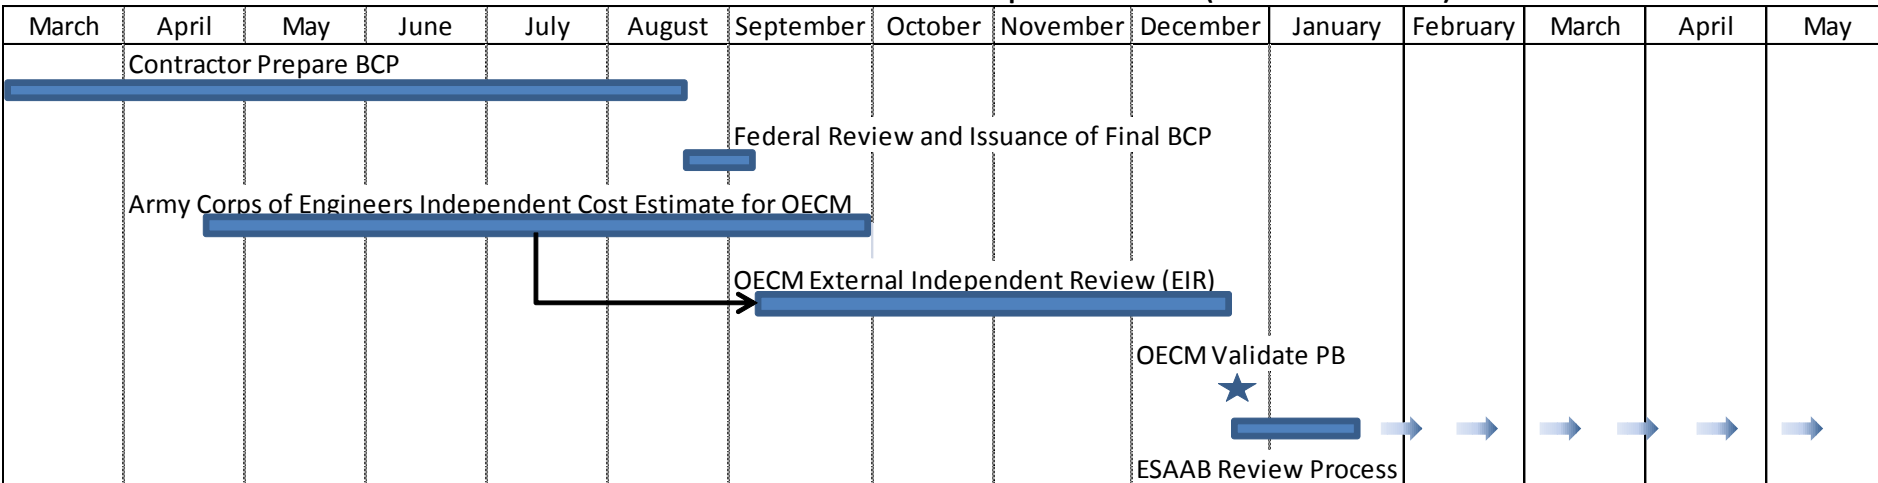 March April May June July August September October November December January February March April May
Contractor Prepare BCP
Federal Review and Issuance of Final BCP
Army Corps of Engineers Independent Cost Estimate for OECM
OECM External Independent Review (EIR)
OECM Validate PB
ESAAB Review Process